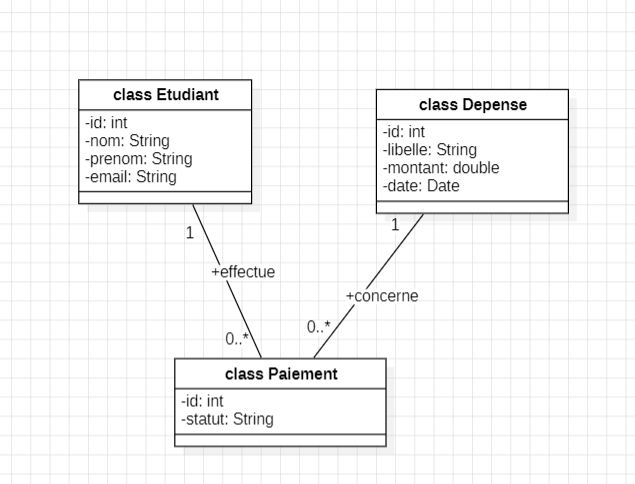 class Etudiant
-id: int
-nom: String
-prenom: String
-email: String
class Depense
-id: int
-libelle: String
-montant: double
-date: Date
1
1
+effectue
+concerne
0..*
0..*
class Paiement
-id: int
-statut: String